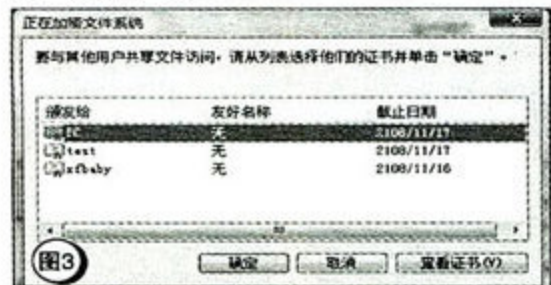 正在加密文件系统
要与其他用户共享文件访问，请从列表选择他们的证书并单击“确定”。
颁发给 友好名称 截止日期
PC 无 2108/11/17
text 无 2108/11/17
xfbaby 无 2108/11/16
图3
确定 取消 查看证书(V)